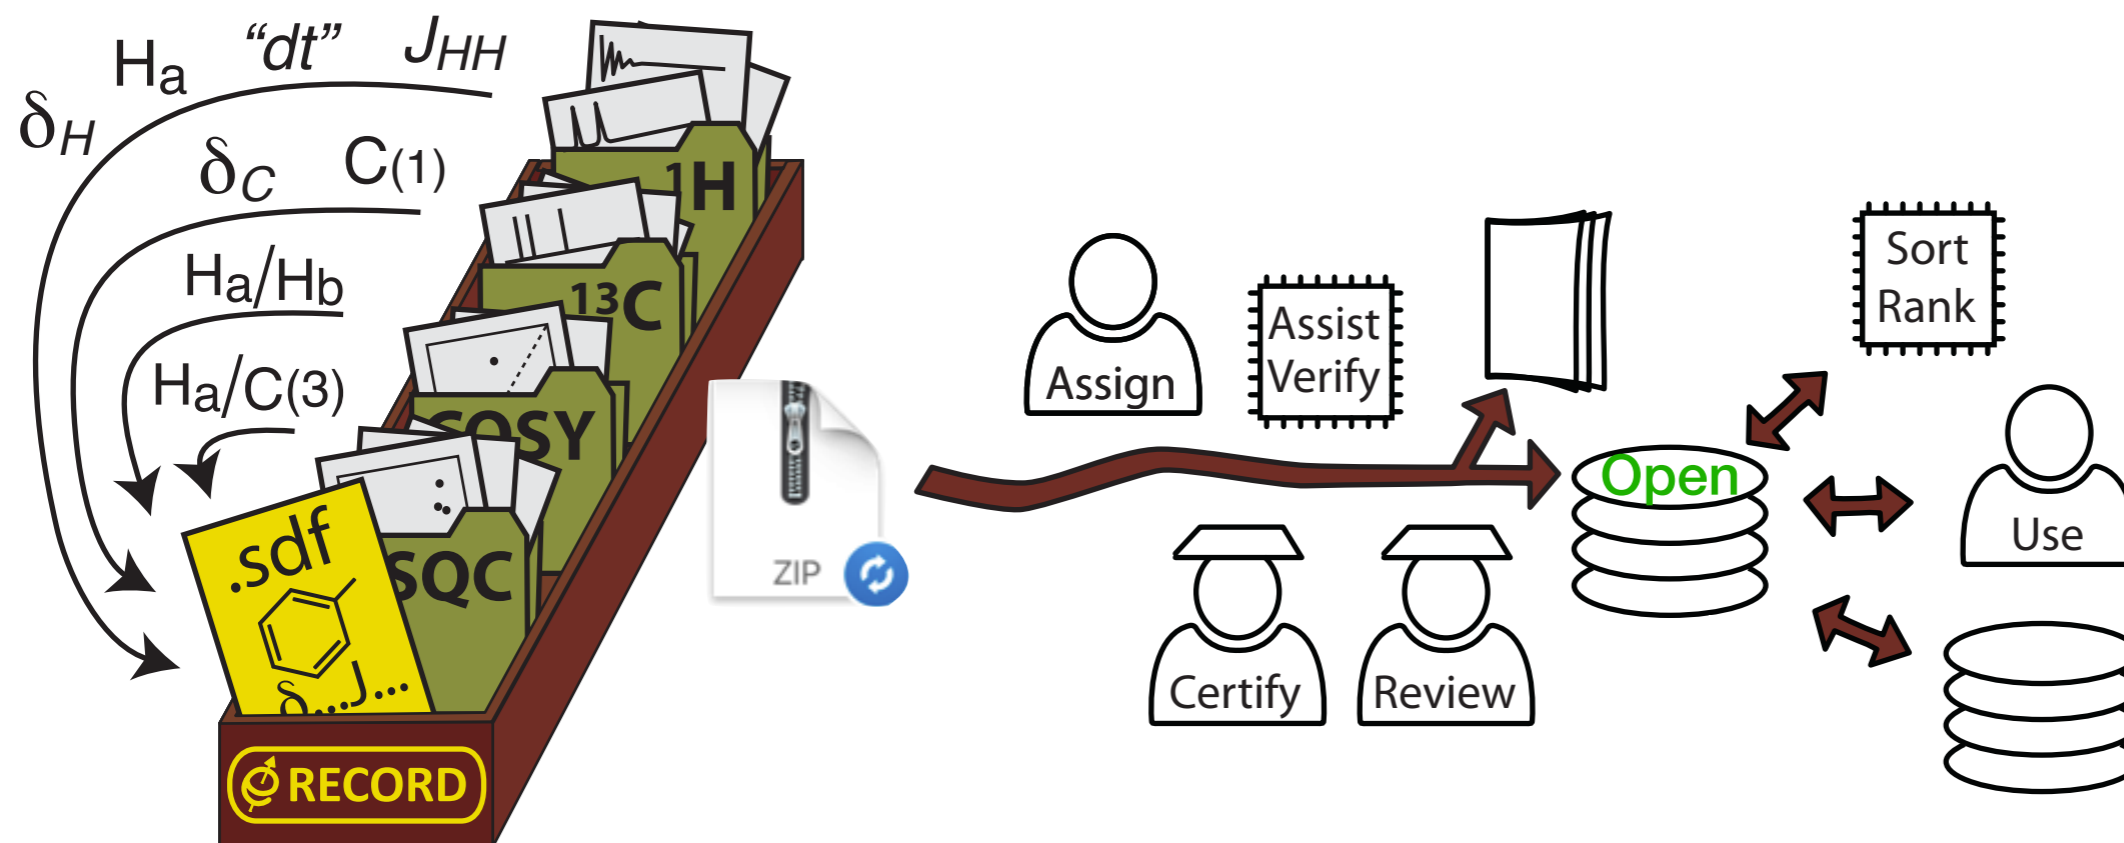 Ha "dt" JHH
δH
δC C(1)
Ha/Hb
Ha/C(3)
1H
13C
COSY
SQC
.sdf
δ...J...
RECORD
ZIP
Assign
Assist
Verify
Certify
Review
Open
Sort
Rank
Use